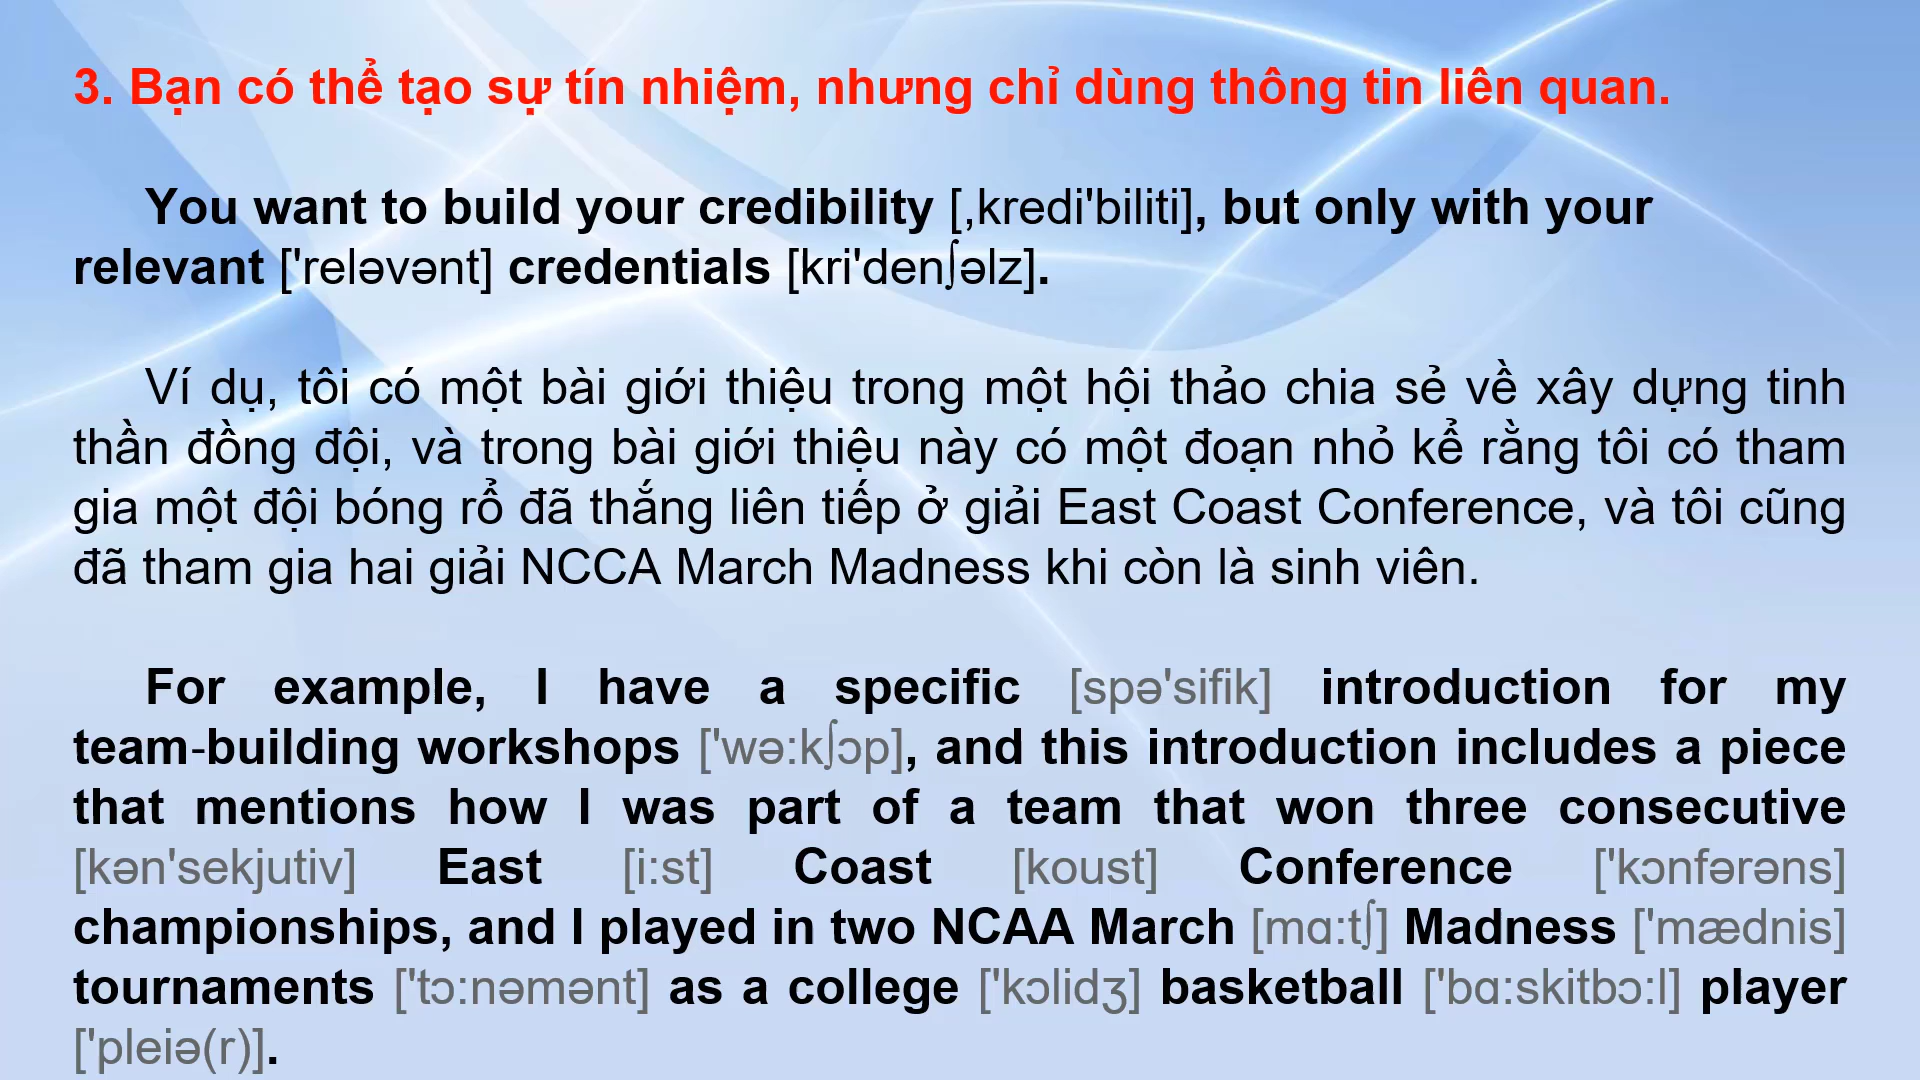 3. Bạn có thể tạo sự tín nhiệm, nhưng chỉ dùng thông tin liên quan.
You want to build your credibility [,kredi'biliti], but only with your
relevant ['reləvənt] credentials [kri'den∫əlz].
Ví dụ, tôi có một bài giới thiệu trong một hội thảo chia sẻ về xây dựng tinh
thần đồng đội, và trong bài giới thiệu này có một đoạn nhỏ kể rằng tôi có tham
gia một đội bóng rổ đã thắng liên tiếp ở giải East Coast Conference, và tôi cũng
đã tham gia hai giải NCCA March Madness khi còn là sinh viên.
For example, I have a specific [spə'sifik] introduction for my
team-building workshops ['wə:k∫ɔp], and this introduction includes a piece
that mentions how I was part of a team that won three consecutive
[kən'sekjutiv] East [i:st] Coast [koust] Conference ['kɔnfərəns]
championships, and I played in two NCAA March [mɑ:t∫] Madness ['mædnis]
tournaments ['tɔ:nəmənt] as a college ['kɔlidʒ] basketball ['bɑ:skitbɔ:l] player
['pleiə(r)].